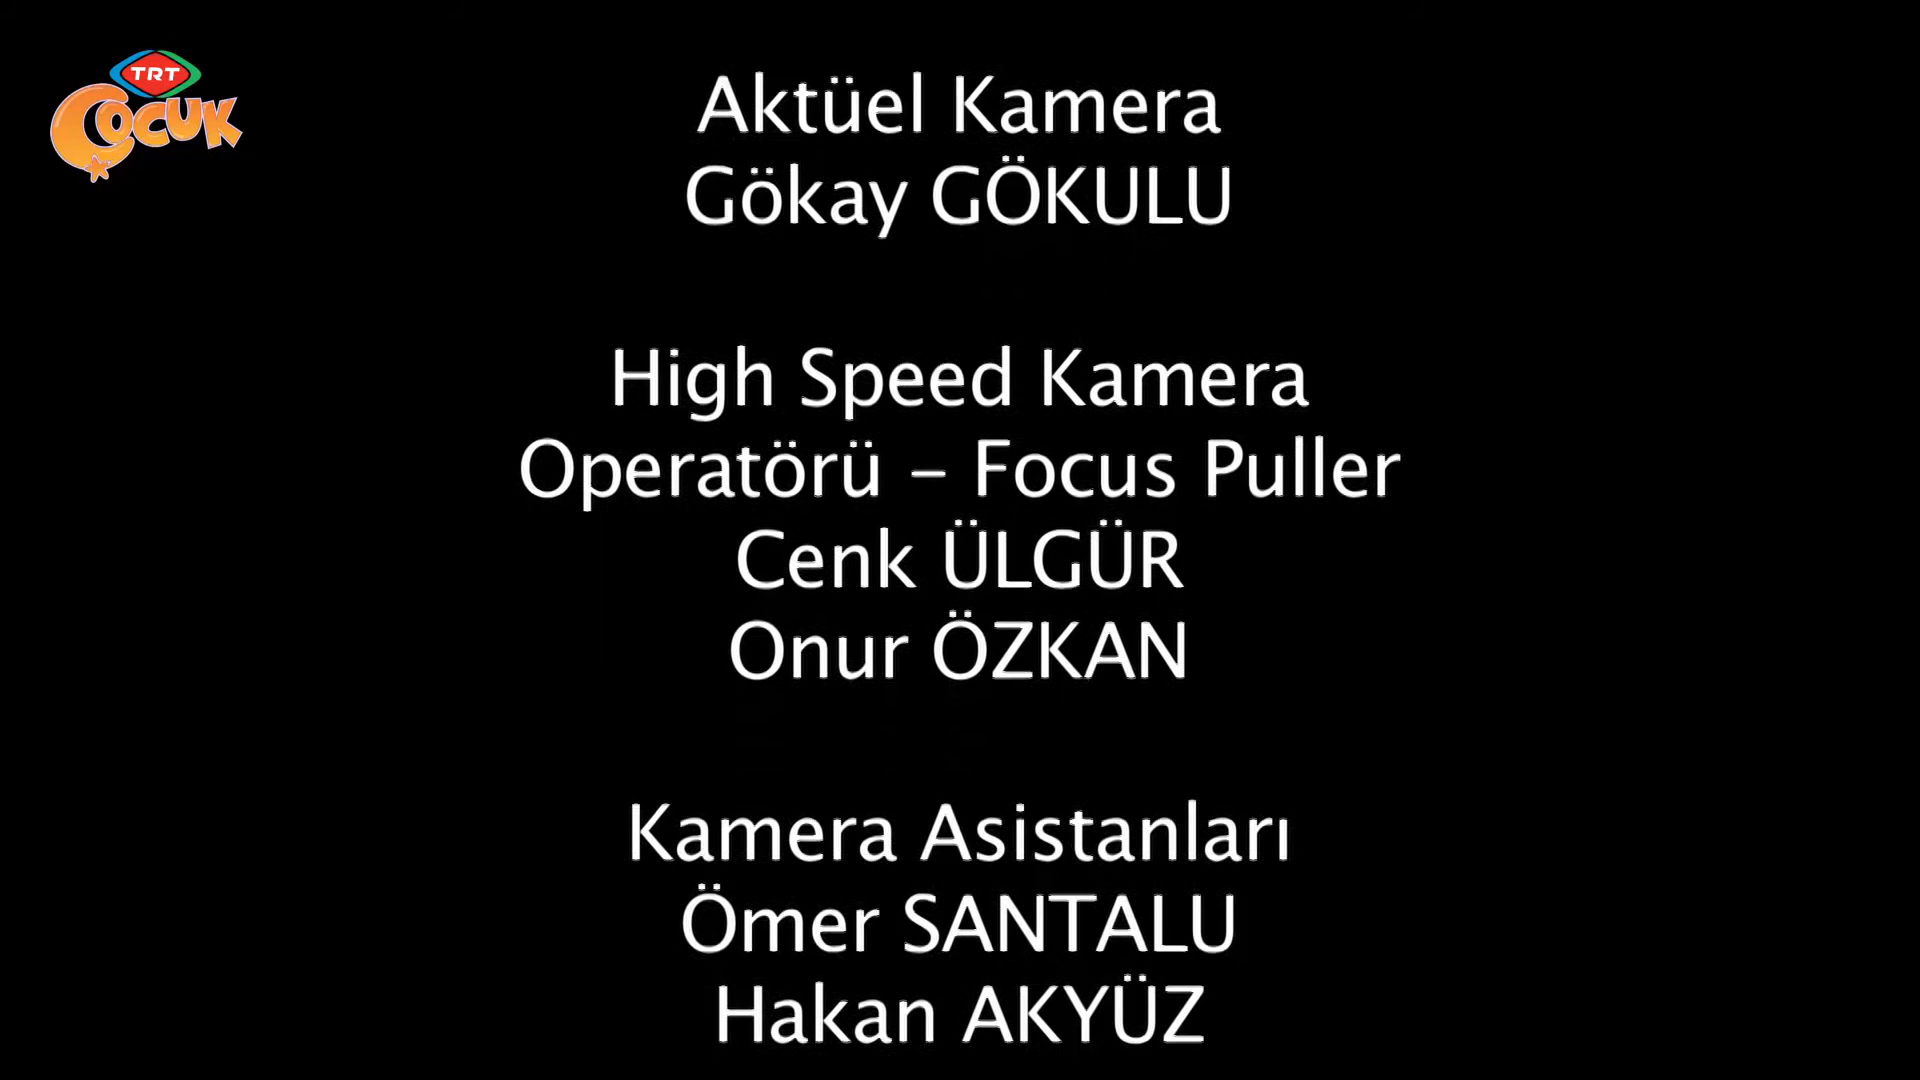 TRT
ÇOCUK
Aktüel Kamera
Gökay GÖKULU
High Speed Kamera
Operatörü – Focus Puller
Cenk ÜLGÜR
Onur ÖZKAN
Kamera Asistanları
Ömer SANTALU
Hakan AKYÜZ